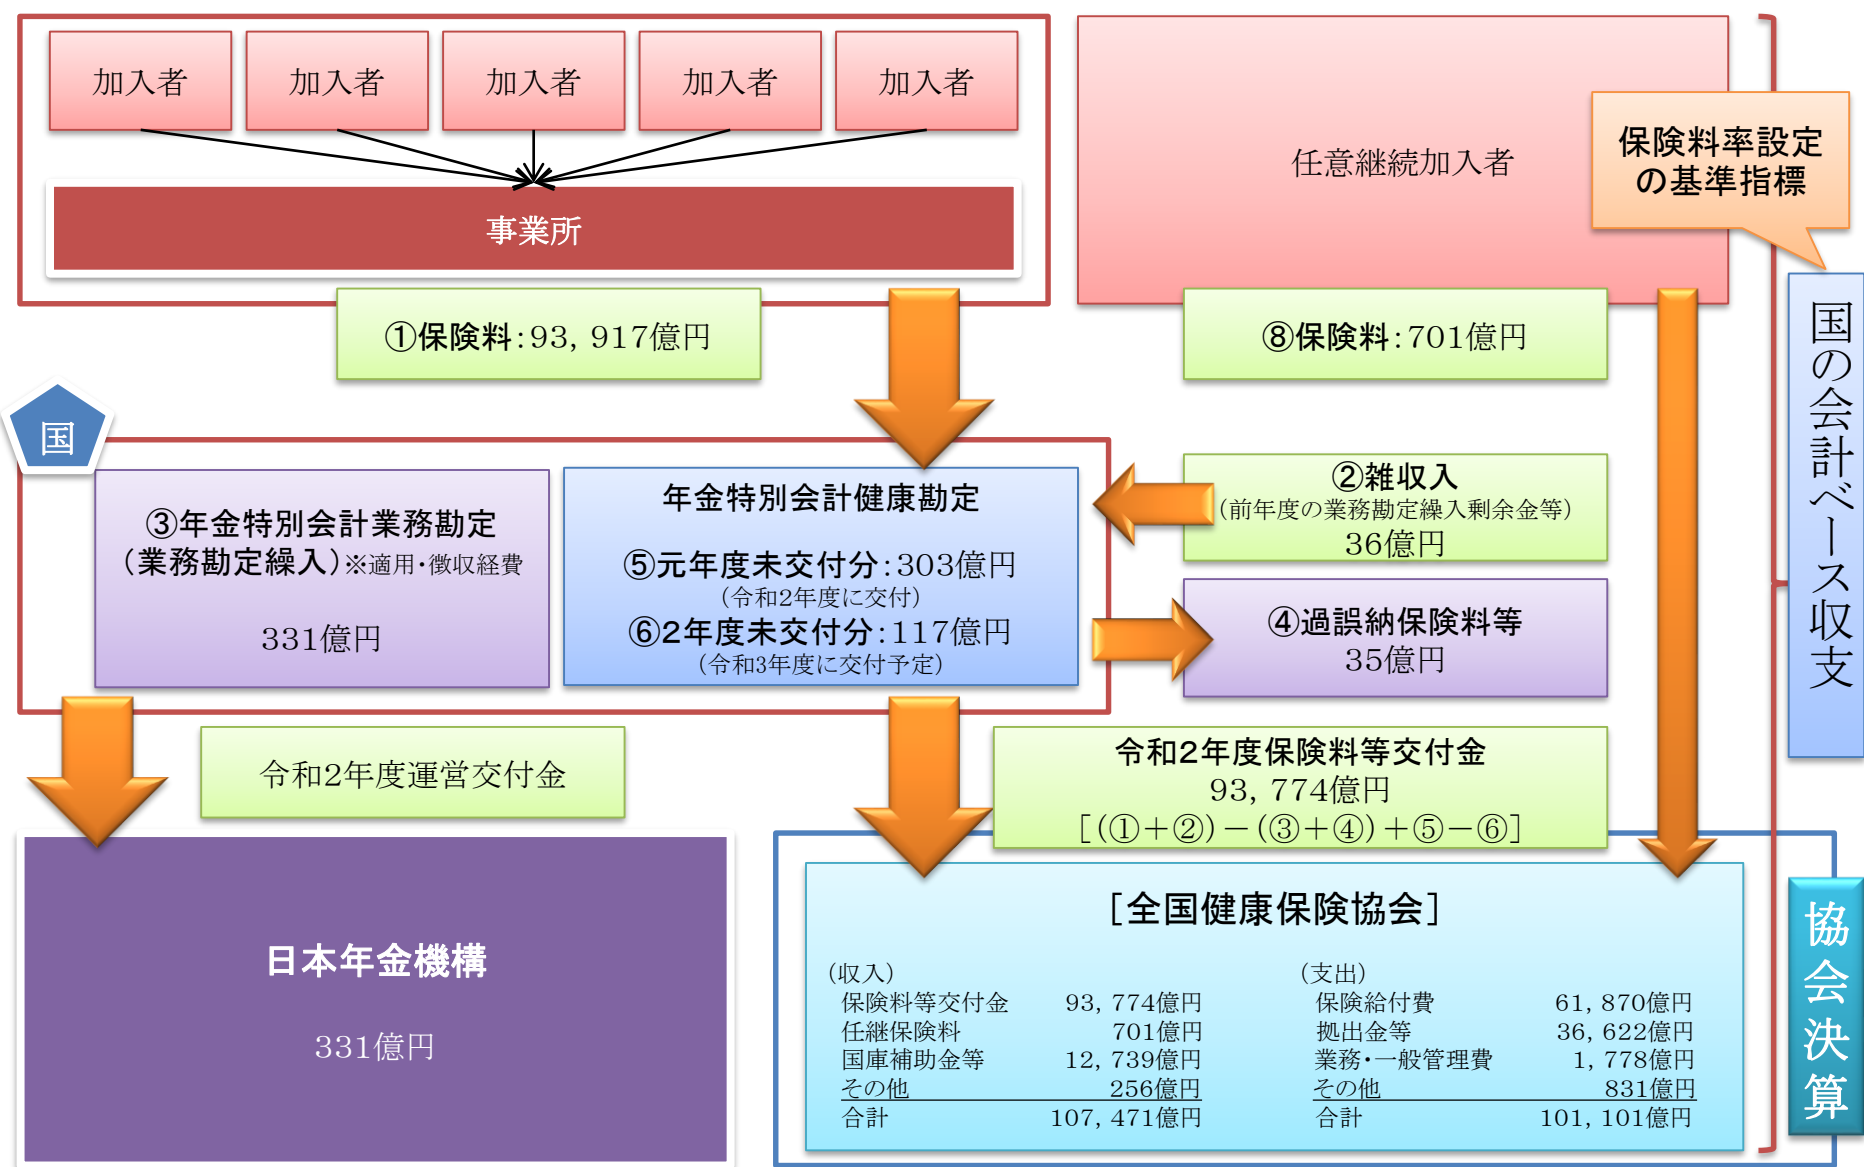 加入者
加入者
加入者
加入者
加入者
事業所
任意継続加入者
保険料率設定
の基準指標
①保険料：93，917億円
⑧保険料：701億円
国の会計ベース収支
国
③年金特別会計業務勘定
（業務勘定繰入）※適用・徴収経費
331億円
年金特別会計健康勘定
⑤元年度未交付分：303億円
（令和2年度に交付）
⑥2年度未交付分：117億円
（令和3年度に交付予定）
②雑収入
（前年度の業務勘定繰入剰余金等）
36億円
④過誤納保険料等
35億円
令和2年度運営交付金
令和2年度保険料等交付金
93，774億円
［（①＋②）－（③＋④）＋⑤－⑥］
日本年金機構
331億円
［全国健康保険協会］
（収入）
保険料等交付金 93，774億円
任継保険料 701億円
国庫補助金等 12，739億円
その他 256億円
合計 107，471億円
（支出）
保険給付費 61，870億円
拠出金等 36，622億円
業務・一般管理費 1，778億円
その他 831億円
合計 101，101億円
協会決算